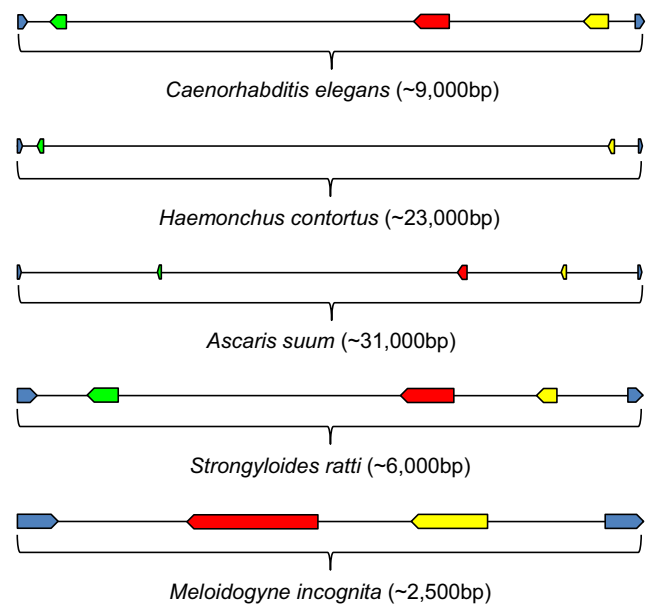 Caenorhabditis elegans (~9,000bp)
Haemonchus contortus (~23,000bp)
Ascaris suum (~31,000bp)
Strongyloides ratti (~6,000bp)
Meloidogyne incognita (~2,500bp)